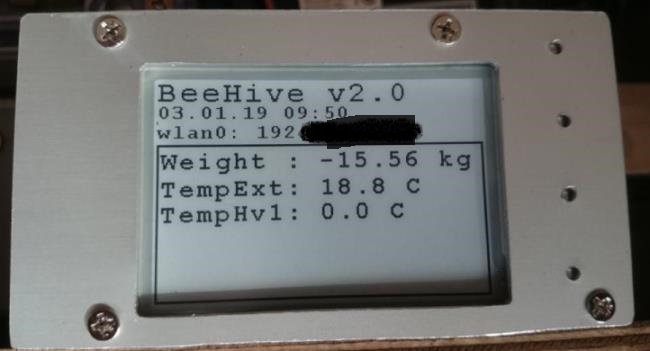 BeeHive v2.0
03.01.19 09:50
wlan0: 192
Weight : -15.56 kg
TempExt: 18.8 C
TempHv1: 0.0 C